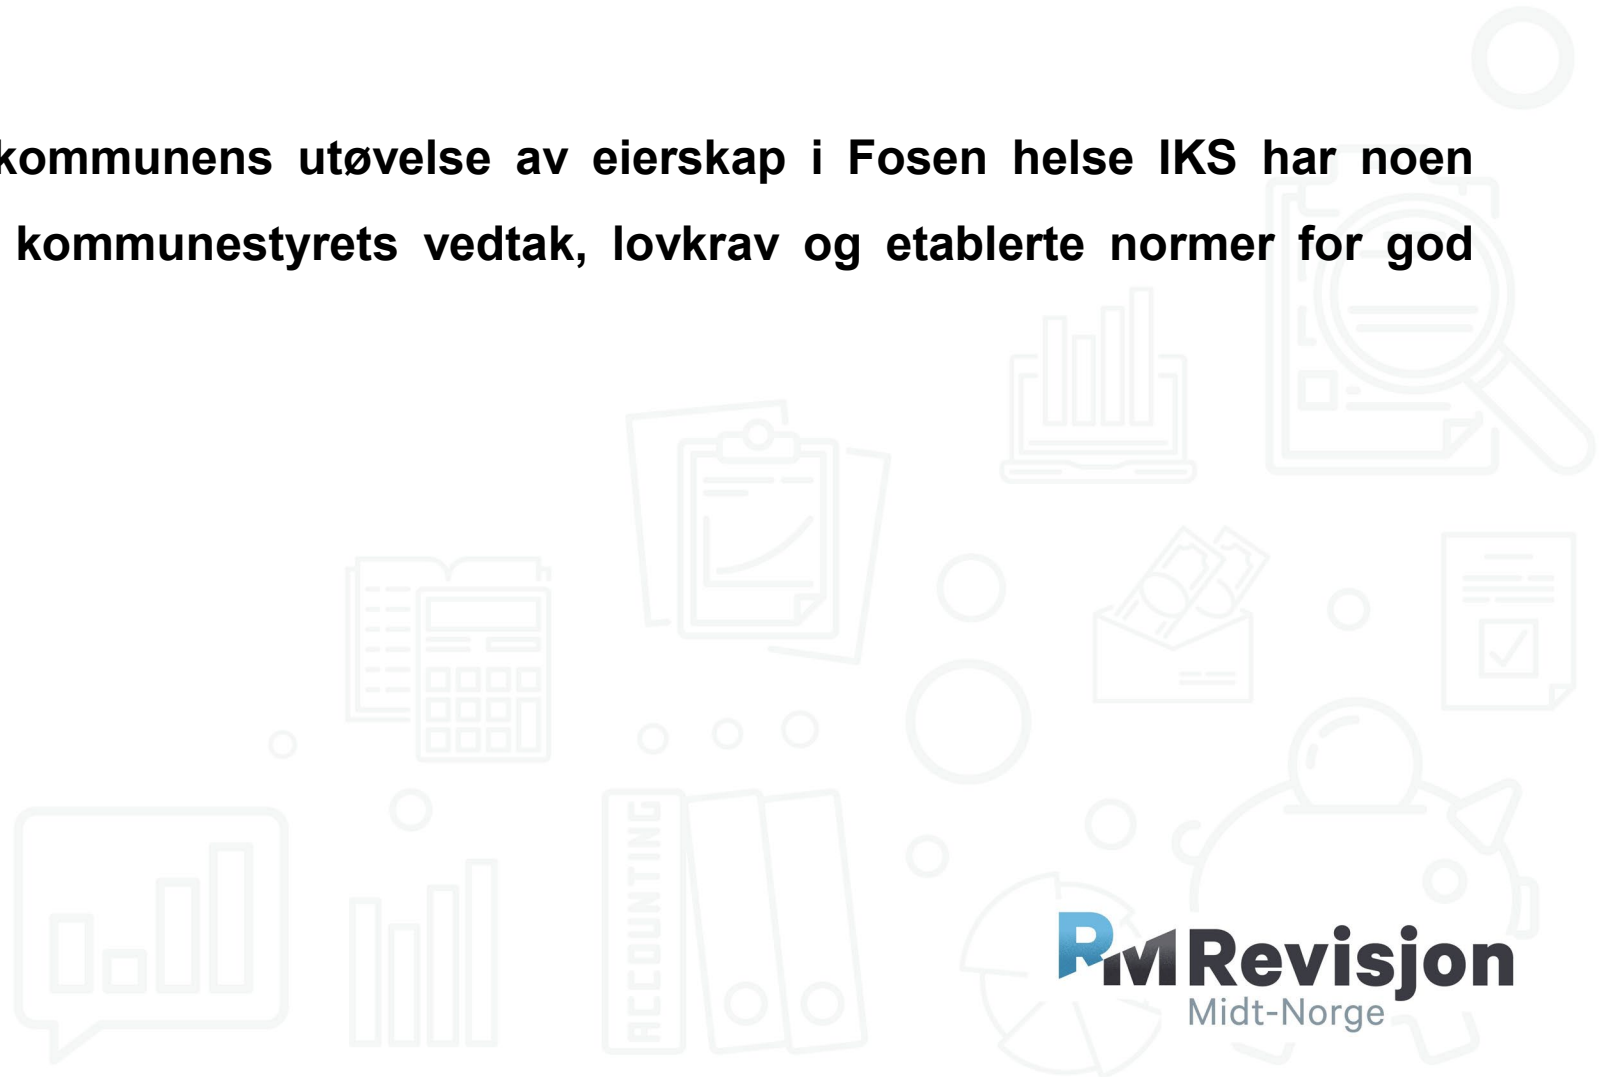 kommunens utøvelse av eierskap i Fosen helse IKS har noen
kommunestyrets vedtak, lovkrav og etablerte normer for god
ACCOUNTING
RM Revisjon
Midt-Norge